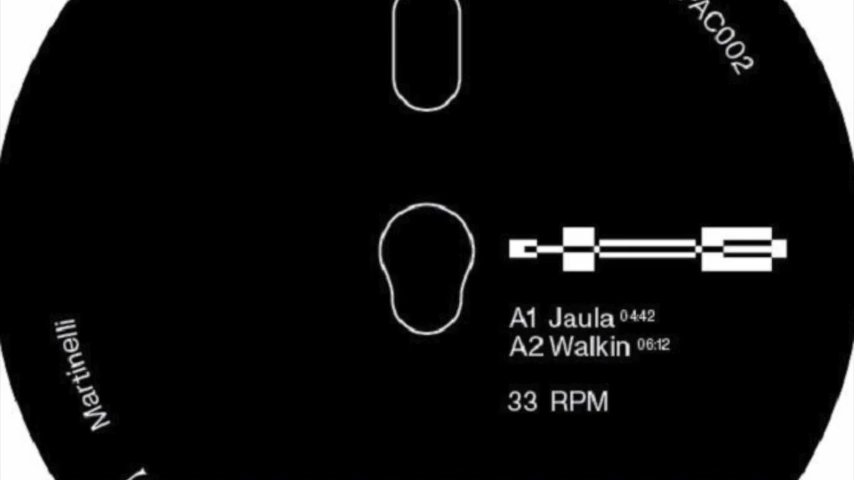 AC002
A1 Jaula 04:42
A2 Walkin 06:12
33 RPM
Martinelli